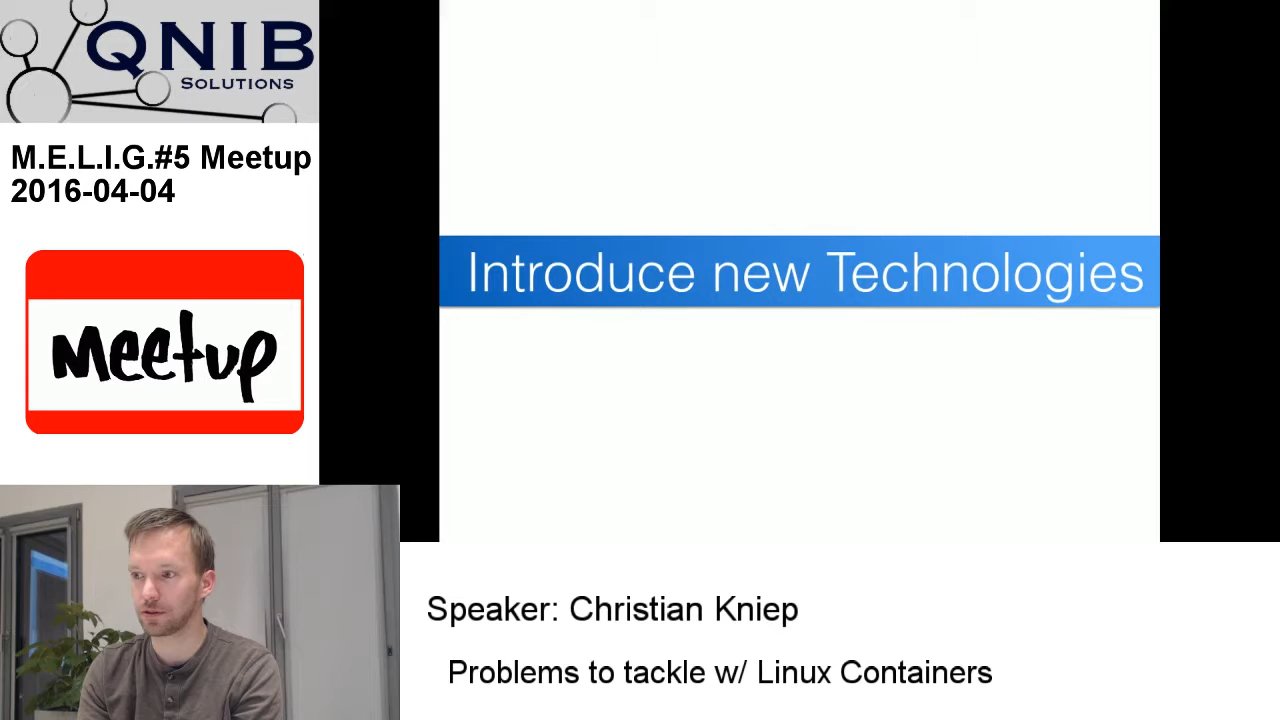 QNIB
SOLUTIONS
M.E.L.I.G.#5 Meetup
2016-04-04
meetup
Introduce new Technologies
Speaker: Christian Kniep
Problems to tackle w/ Linux Containers